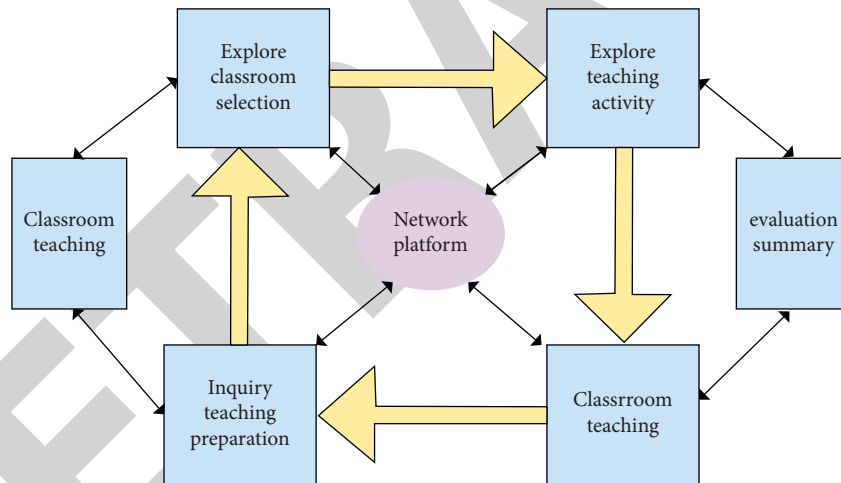 Explore
classroom
selection
Explore
teaching
activity
Classroom
teaching
Network
platform
evaluation
summary
Inquiry
teaching
preparation
Classrroom
teaching